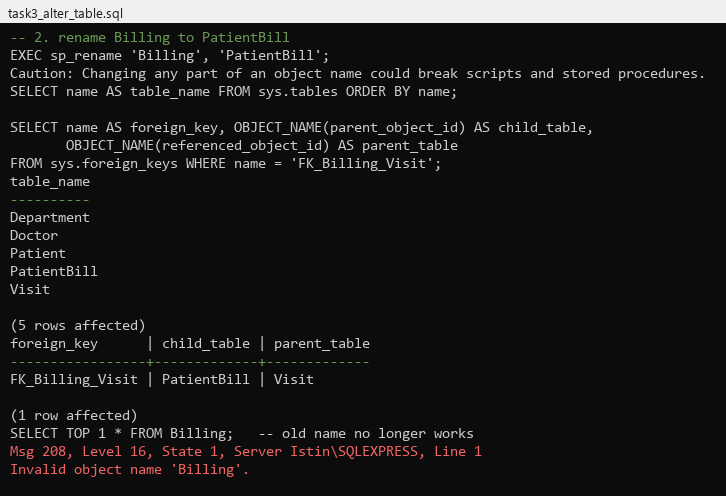 task3_alter_table.sql
-- 2. rename Billing to PatientBill
EXEC sp_rename 'Billing', 'PatientBill';
Caution: Changing any part of an object name could break scripts and stored procedures.
SELECT name AS table_name FROM sys.tables ORDER BY name;

SELECT name AS foreign_key, OBJECT_NAME(parent_object_id) AS child_table,
       OBJECT_NAME(referenced_object_id) AS parent_table
FROM sys.foreign_keys WHERE name = 'FK_Billing_Visit';
table_name
----------
Department
Doctor
Patient
PatientBill
Visit

(5 rows affected)
foreign_key      | child_table | parent_table
-----------------+-------------+-------------
FK_Billing_Visit | PatientBill | Visit

(1 row affected)
SELECT TOP 1 * FROM Billing;   -- old name no longer works
Msg 208, Level 16, State 1, Server Istin\SQLEXPRESS, Line 1
Invalid object name 'Billing'.